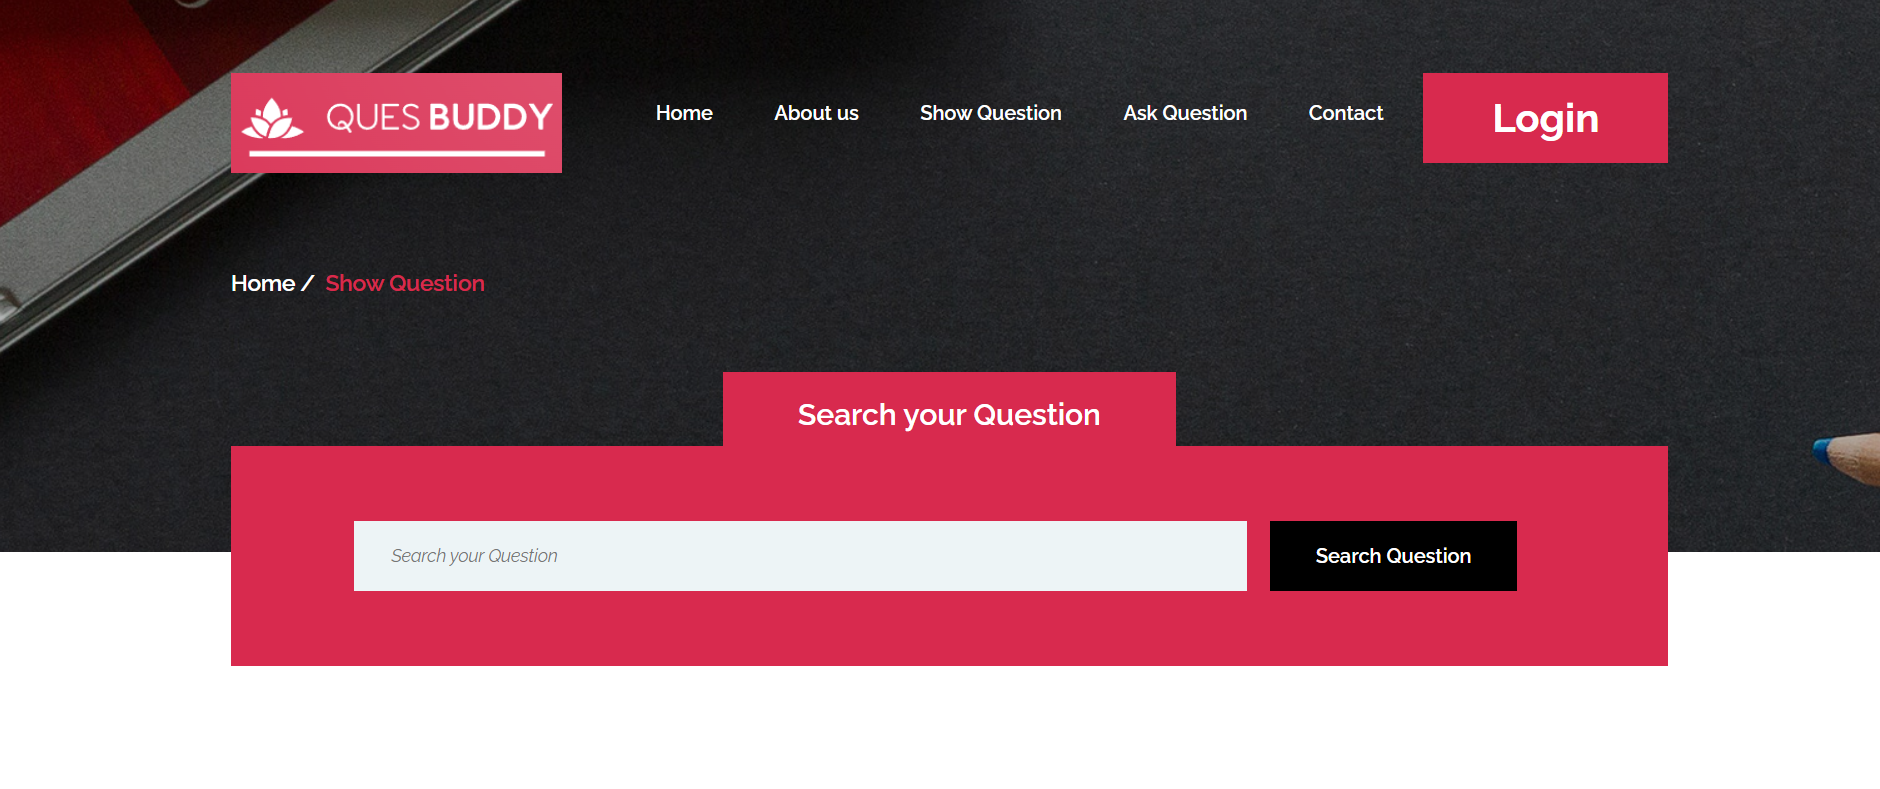 QUES BUDDY
Home
About us
Show Question
Ask Question
Contact
Login
Home / Show Question
Search your Question
Search your Question
Search Question